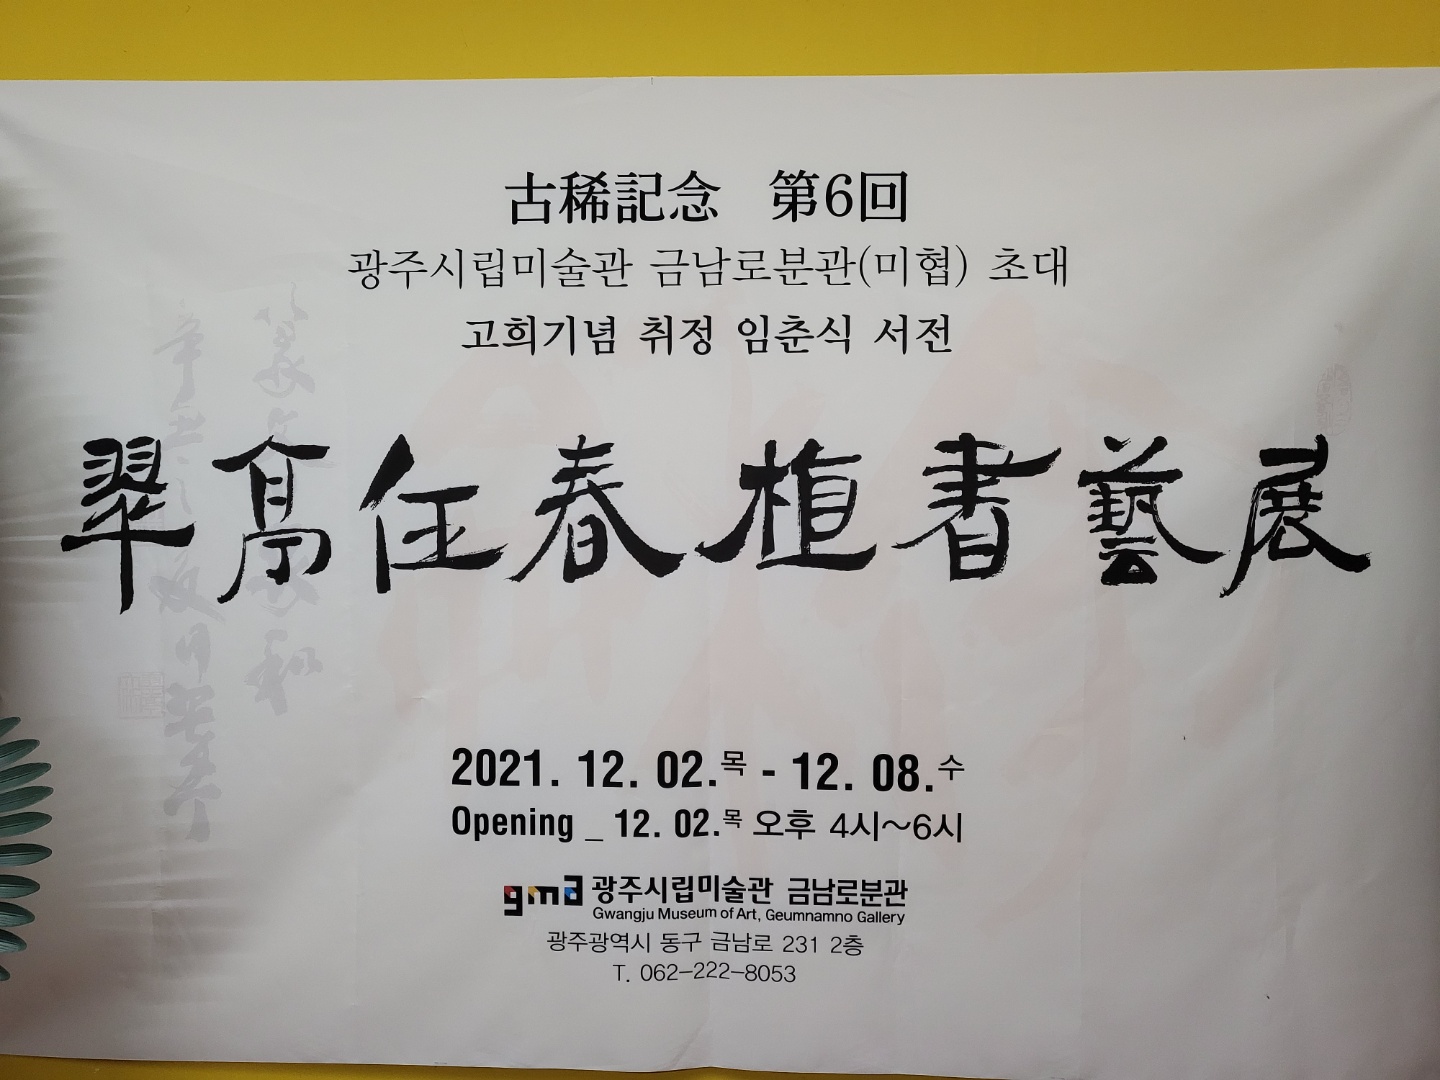 古稀記念 第6回
광주시립미술관 금남로분관(미협) 초대
고희기념 취정 임춘식 서전
翠亭任春植書藝展
2021. 12. 02.목 - 12. 08.수
Opening _ 12. 02.목 오후 4시~6시
gma 광주시립미술관 금남로분관
Gwangju Museum of Art, Geumnamno Gallery
광주광역시 동구 금남로 231 2층
T. 062-222-8053